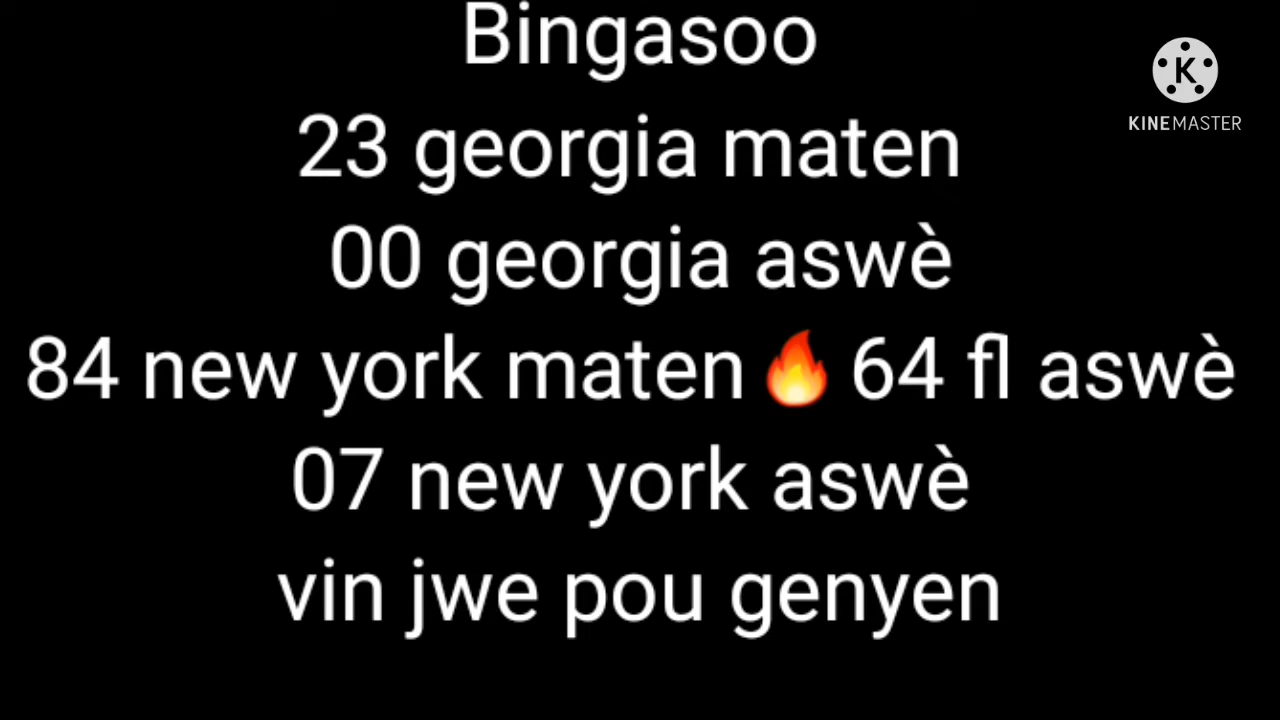 Bingasoo
23 georgia maten
00 georgia aswè
84 new york maten🔥64 fl aswè
07 new york aswè
vin jwe pou genyen
K
KINEMASTER